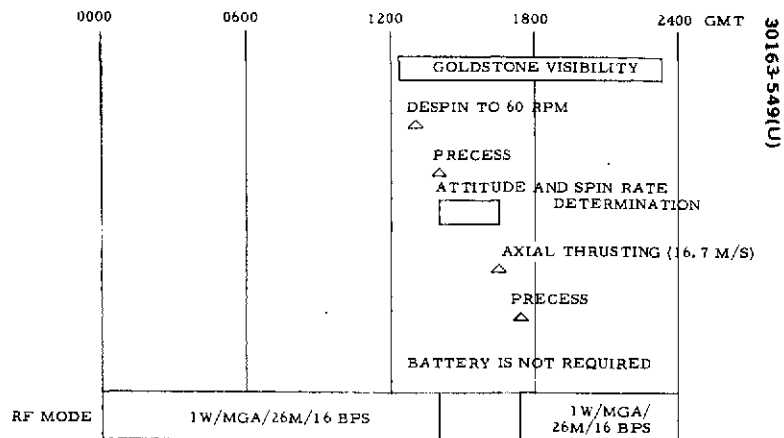 0000 0600 1200 1800 2400 GMT
30163-549(U)
GOLDSTONE VISIBILITY
DESPIN TO 60 RPM
PRECESS
ATTITUDE AND SPIN RATE
DETERMINATION
AXIAL THRUSTING (16.7 M/S)
PRECESS
BATTERY IS NOT REQUIRED
RF MODE 1W/MGA/26M/16 BPS 1W/MGA/
26M/16 BPS